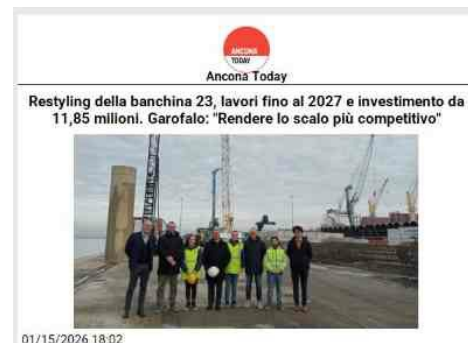 ANCONA
TODAY
Ancona Today
Restyling della banchina 23, lavori fino al 2027 e investimento da
11,85 milioni. Garofalo: "Rendere lo scalo più competitivo"
01/15/2026 18:02